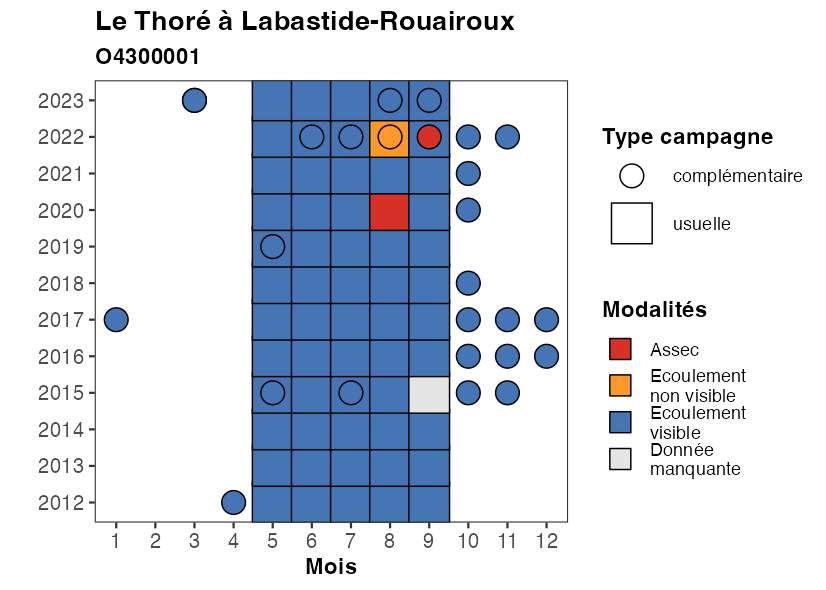 Le Thoré à Labastide-Rouairoux
O4300001
2023
2022
2021
2020
2019
2018
2017
2016
2015
2014
2013
2012
1 2 3 4 5 6 7 8 9 10 11 12
Mois
Type campagne
complémentaire
usuelle
Modalités
Assec
Ecoulement
non visible
Ecoulement
visible
Donnée
manquante